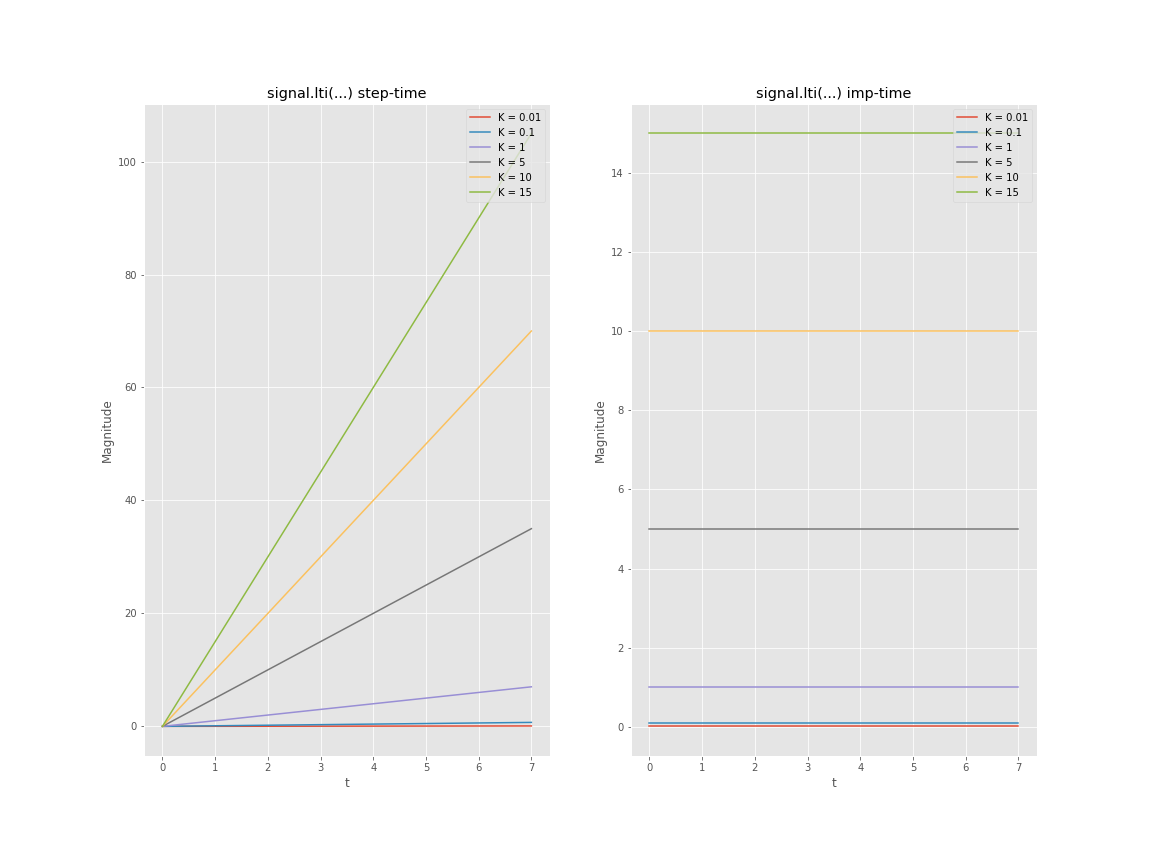 signal.lti(...) step-time
K = 0.01
K = 0.1
K = 1
K = 5
K = 10
K = 15
100
80
60
40
20
0
Magnitude
0 1 2 3 4 5 6 7
t
signal.lti(...) imp-time
K = 0.01
K = 0.1
K = 1
K = 5
K = 10
K = 15
14
12
10
8
6
4
2
0
Magnitude
0 1 2 3 4 5 6 7
t